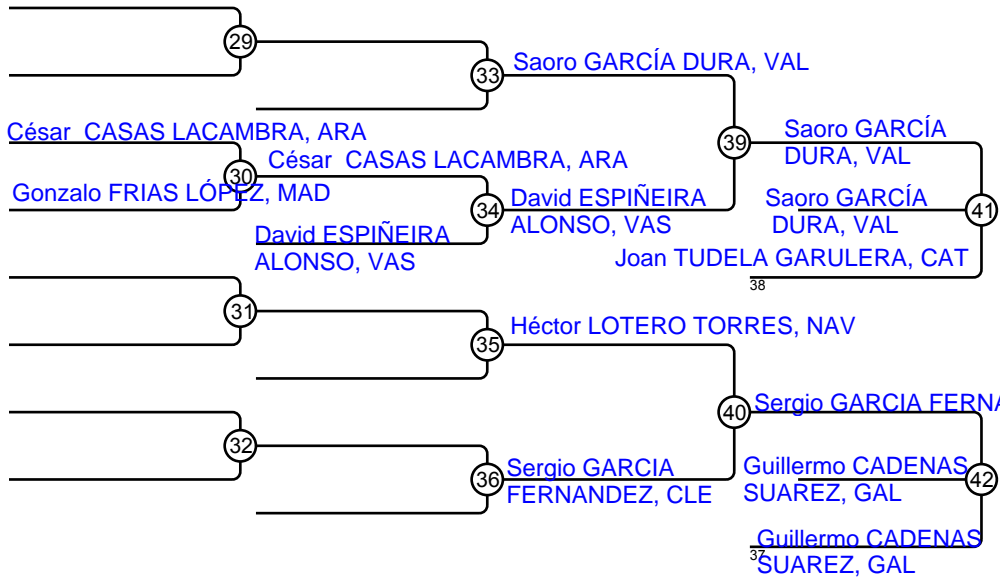 29
33
Saoro GARCÍA DURA, VAL
César  CASAS LACAMBRA, ARA
30
César  CASAS LACAMBRA, ARA
39
Saoro GARCÍA
DURA, VAL
Gonzalo FRIAS LÓPEZ, MAD
34
David ESPIÑEIRA
ALONSO, VAS
Saoro GARCÍA
DURA, VAL
41
David ESPIÑEIRA
ALONSO, VAS
Joan TUDELA GARULERA, CAT
38
31
35
Héctor LOTERO TORRES, NAV
40
Sergio GARCIA FERNA
32
36
Sergio GARCIA
FERNANDEZ, CLE
Guillermo CADENAS
SUAREZ, GAL
42
37
Guillermo CADENAS
SUAREZ, GAL